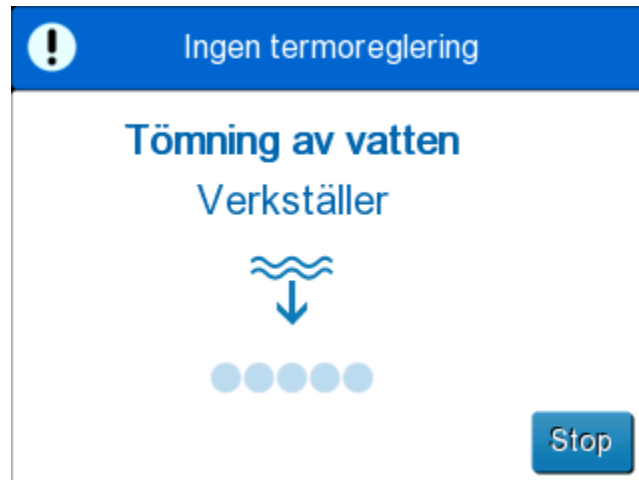 Ingen termoreglering
Tömning av vatten
Verkställer
Stop